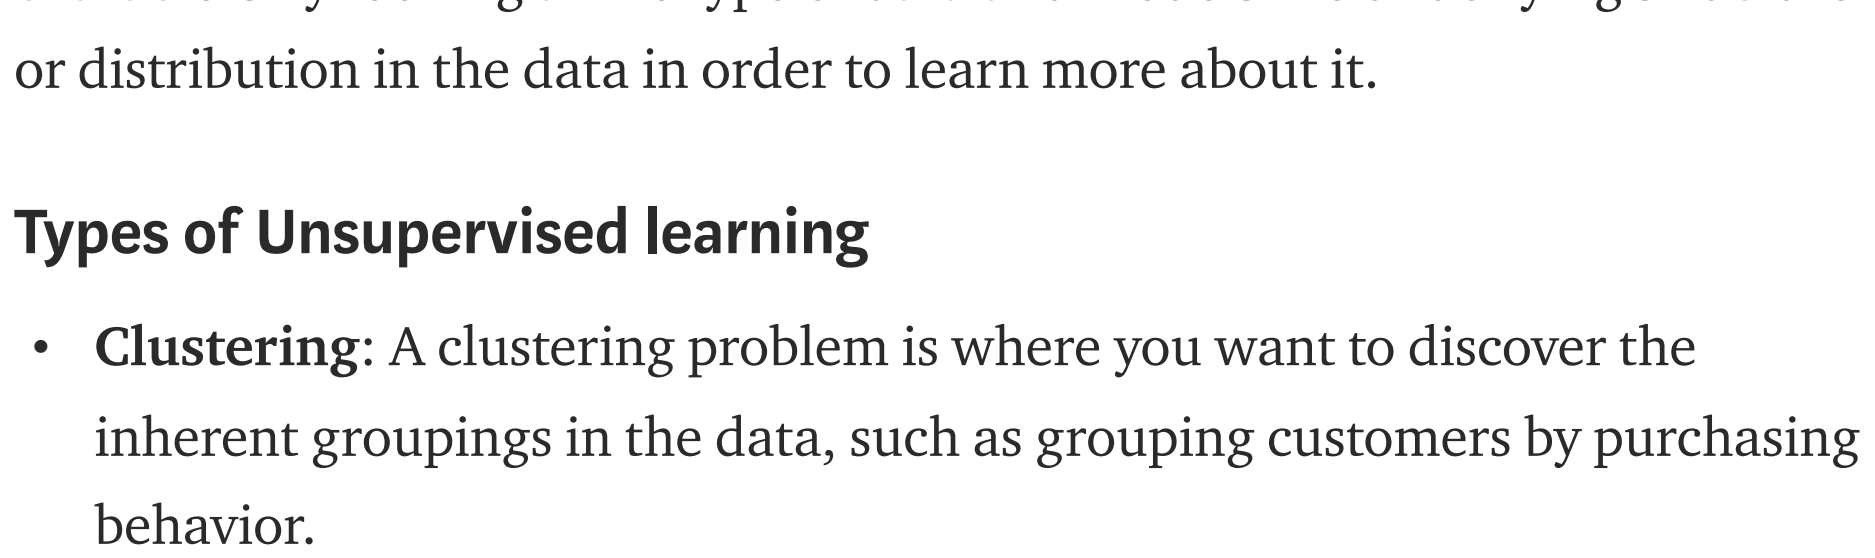 or distribution in the data in order to learn more about it.
Types of Unsupervised learning
• Clustering: A clustering problem is where you want to discover the
inherent groupings in the data, such as grouping customers by purchasing
behavior.